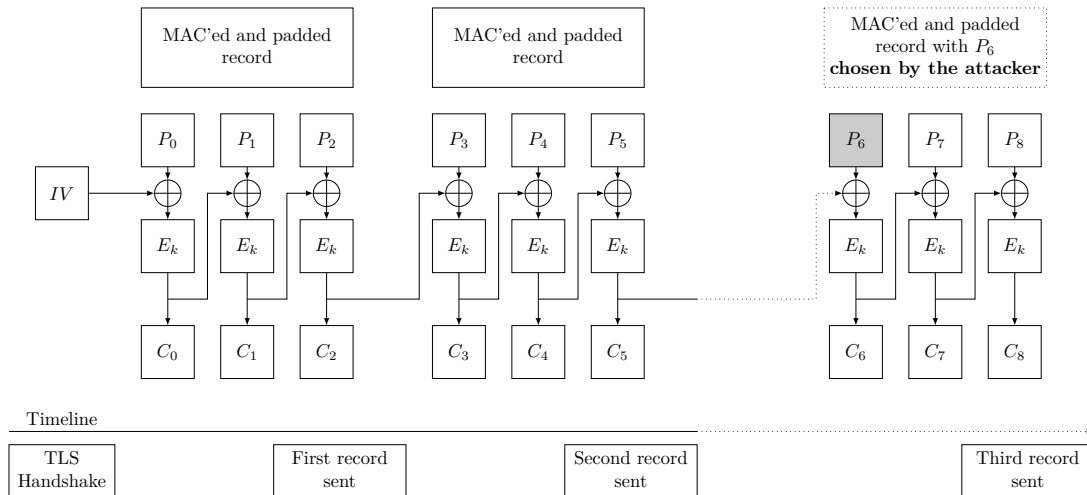 MAC'ed and padded
record
MAC'ed and padded
record
MAC'ed and padded
record with P₆
chosen by the attacker
P₀ P₁ P₂ P₃ P₄ P₅ P₆ P₇ P₈
IV
Eₖ Eₖ Eₖ Eₖ Eₖ Eₖ Eₖ Eₖ Eₖ
C₀ C₁ C₂ C₃ C₄ C₅ C₆ C₇ C₈
Timeline
TLS
Handshake
First record
sent
Second record
sent
Third record
sent